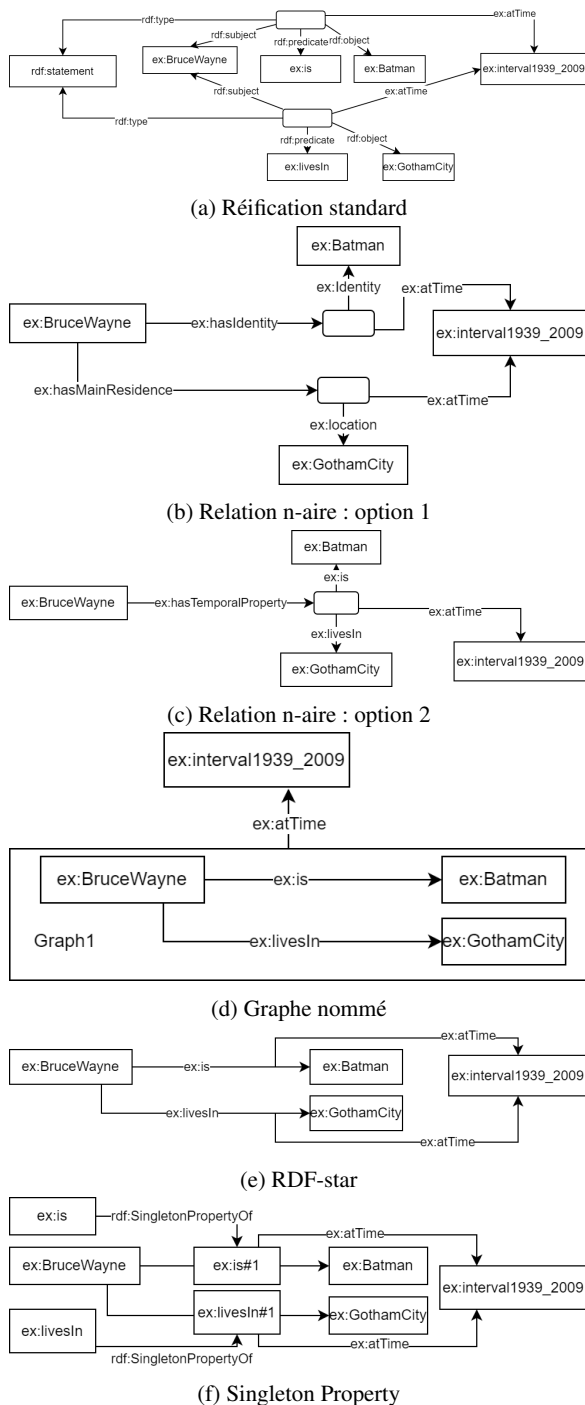 ex:atTime
rdf:type
rdf:subject
rdf:predicate
rdf:object
ex:BruceWayne
rdf:statement
ex:is
ex:Batman
ex:interval1939_2009
rdf:subject
ex:atTime
rdf:type
rdf:predicate
rdf:object
ex:livesIn
ex:GothamCity
(a) Réification standard
ex:Batman
ex:Identity
ex:atTime
ex:BruceWayne
ex:hasIdentity
ex:interval1939_2009
ex:hasMainResidence
ex:atTime
ex:location
ex:GothamCity
(b) Relation n-aire : option 1
ex:Batman
ex:is
ex:BruceWayne
ex:hasTemporalProperty
ex:atTime
ex:livesIn
ex:GothamCity
ex:interval1939_2009
(c) Relation n-aire : option 2
ex:interval1939_2009
ex:atTime
ex:BruceWayne
ex:is
ex:Batman
Graph1
ex:livesIn
ex:GothamCity
(d) Graphe nommé
ex:atTime
ex:BruceWayne
ex:is
ex:Batman
ex:interval1939_2009
ex:livesIn
ex:GothamCity
ex:atTime
(e) RDF-star
ex:is
rdf:SingletonPropertyOf
ex:atTime
ex:BruceWayne
ex:is#1
ex:Batman
ex:interval1939_2009
ex:livesIn#1
ex:GothamCity
ex:livesIn
ex:atTime
rdf:SingletonPropertyOf
(f) Singleton Property